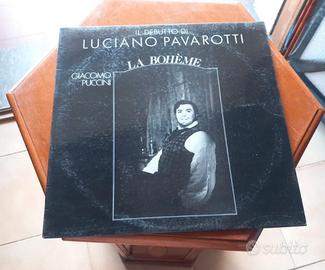 IL DEBUTTO DI
LUCIANO PAVAROTTI
LA BOHÈME
GIACOMO
PUCCINI
subito